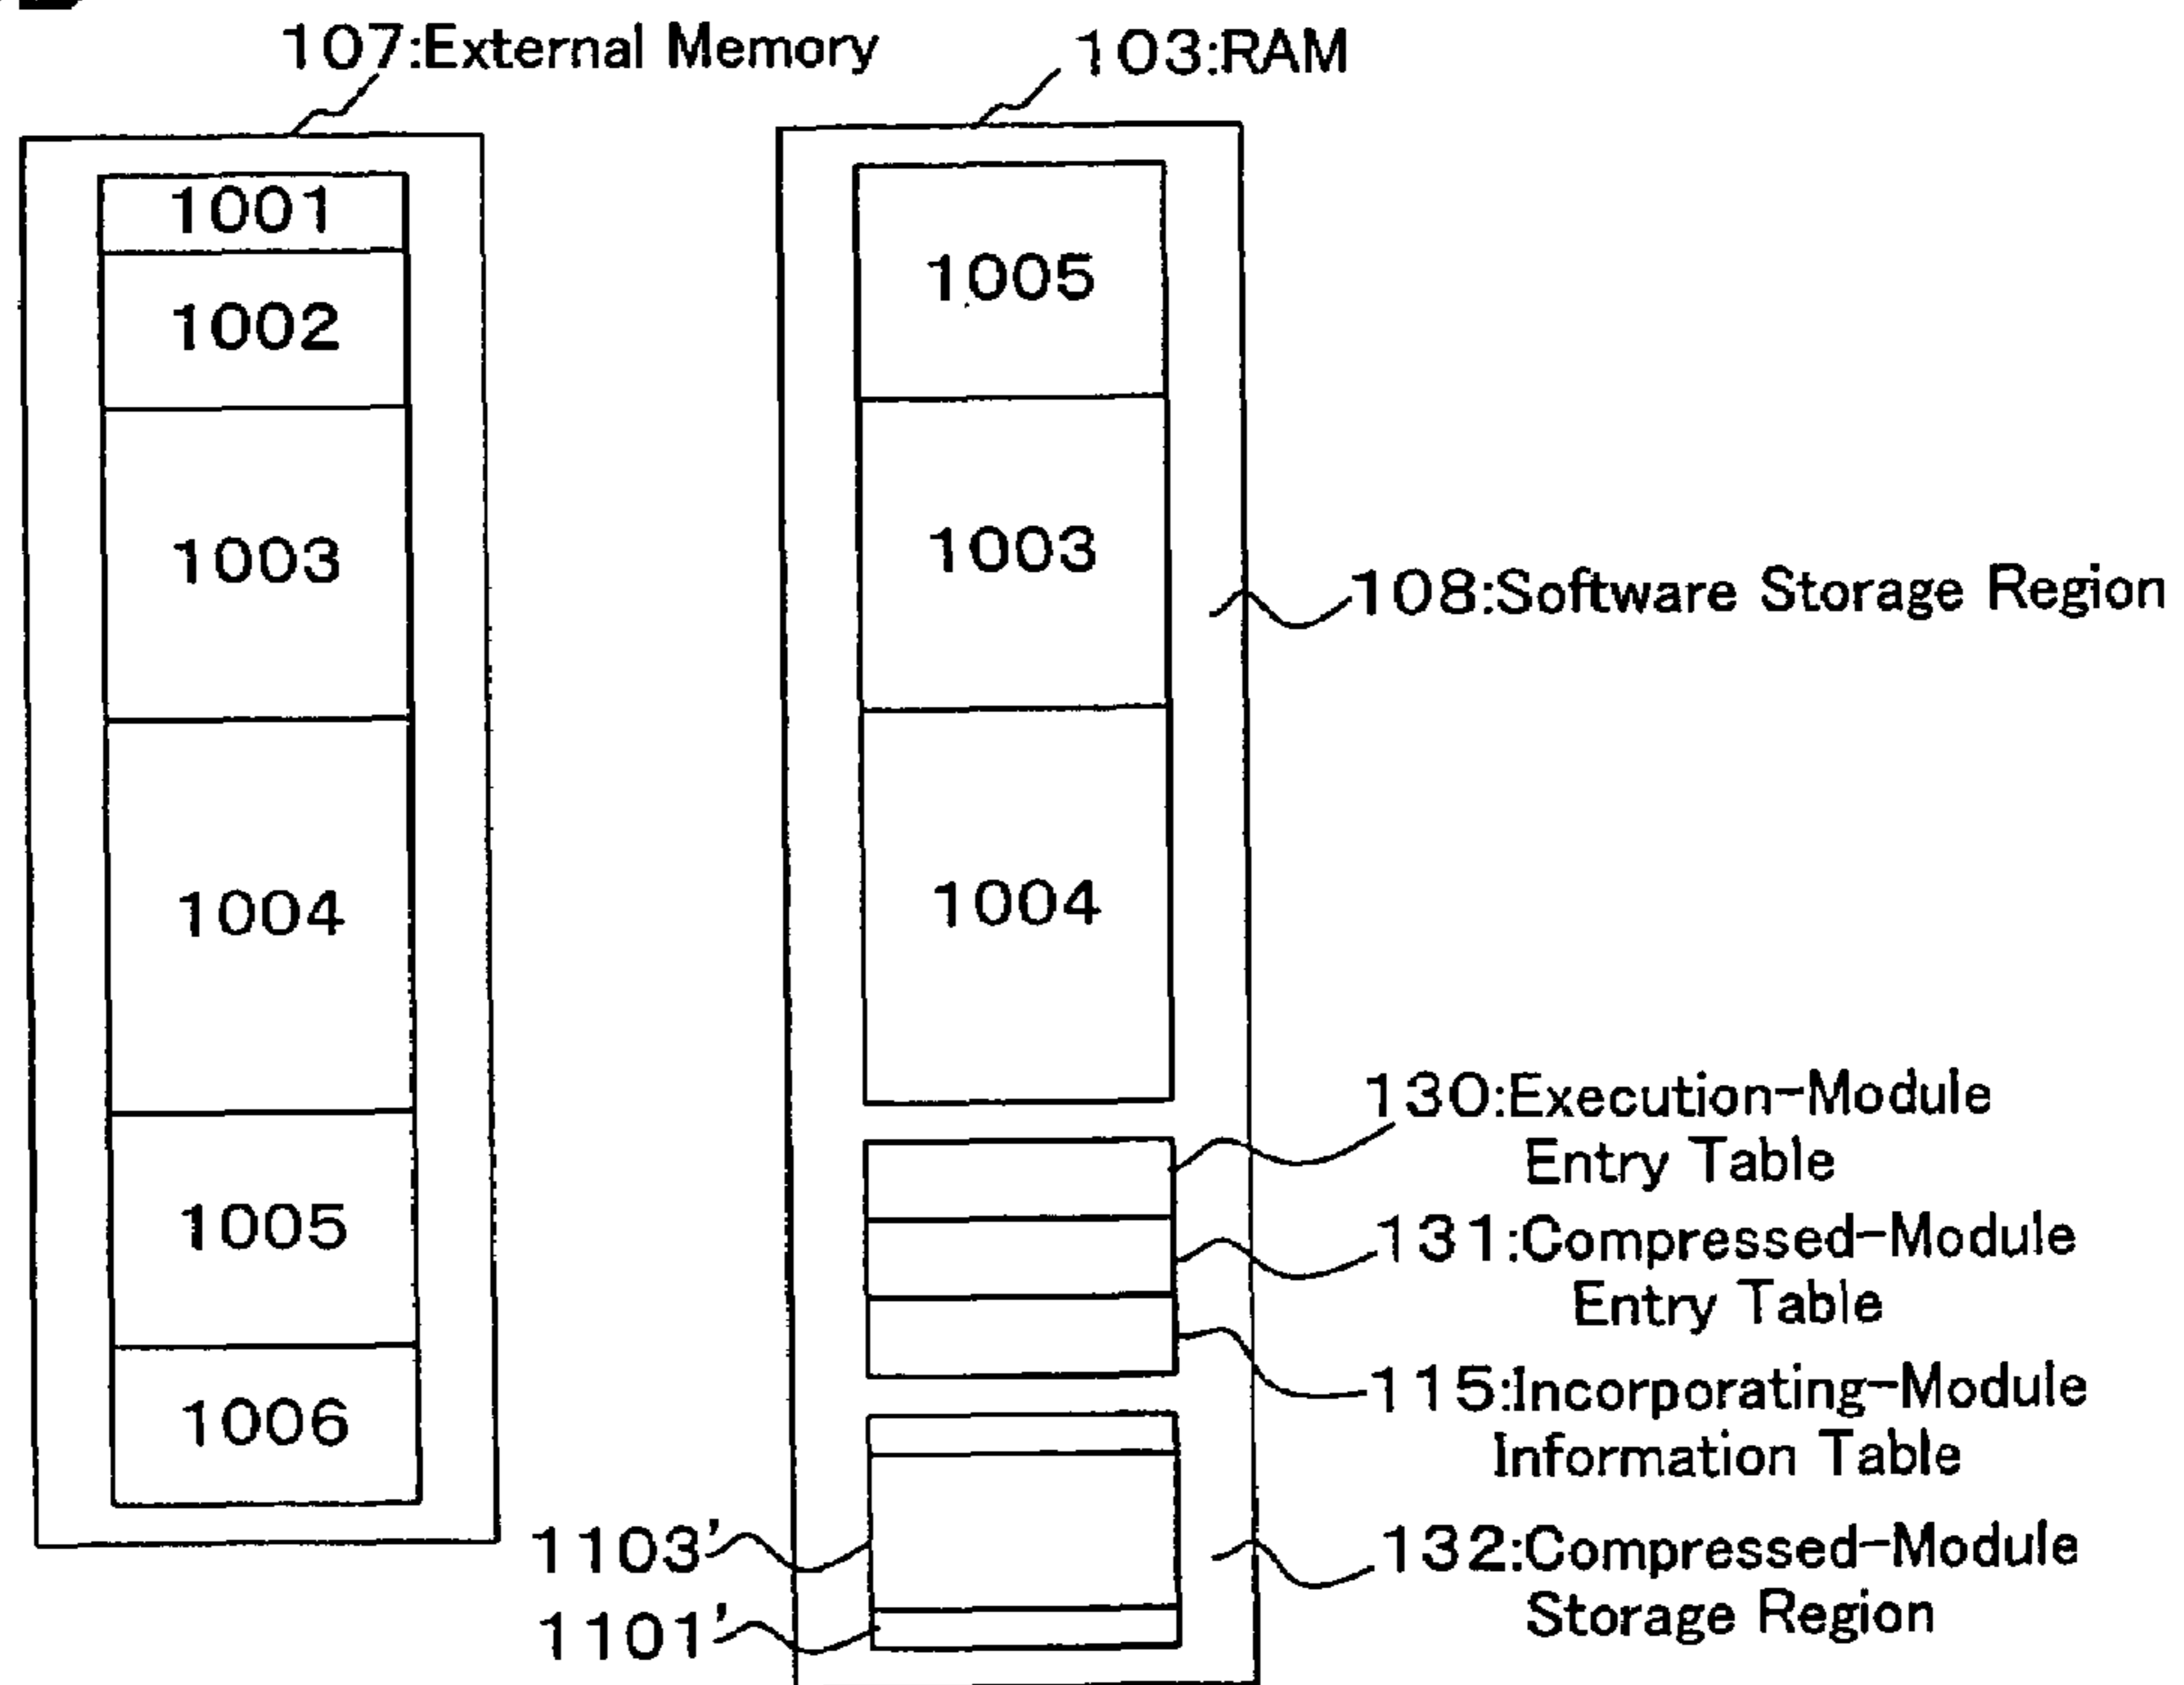 107:External Memory
103:RAM
1001
1002
1003
1004
1005
1006
1005
1003
1004
108:Software Storage Region
130:Execution-Module
Entry Table
131:Compressed-Module
Entry Table
115:Incorporating-Module
Information Table
1103’
1101’
132:Compressed-Module
Storage Region